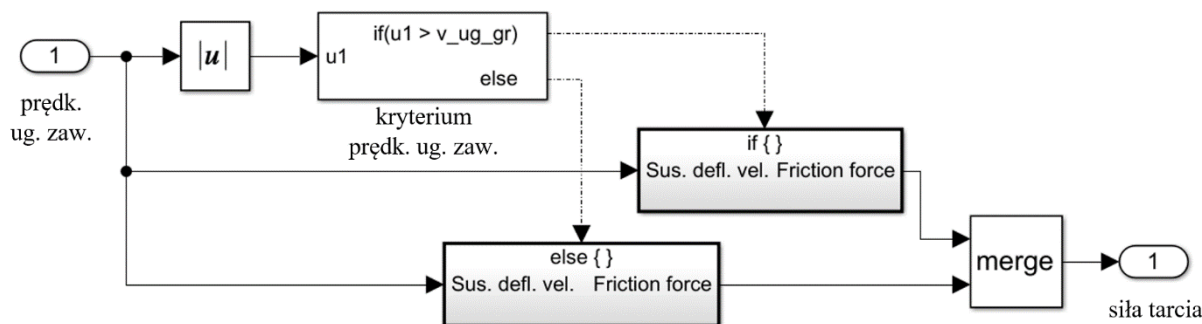 1
prędk.
ug. zaw.
|u|
u1
if(u1 > v_ug_gr)
else
kryterium
prędk. ug. zaw.
if { }
Sus. defl. vel. Friction force
else { }
Sus. defl. vel. Friction force
merge
1
siła tarcia